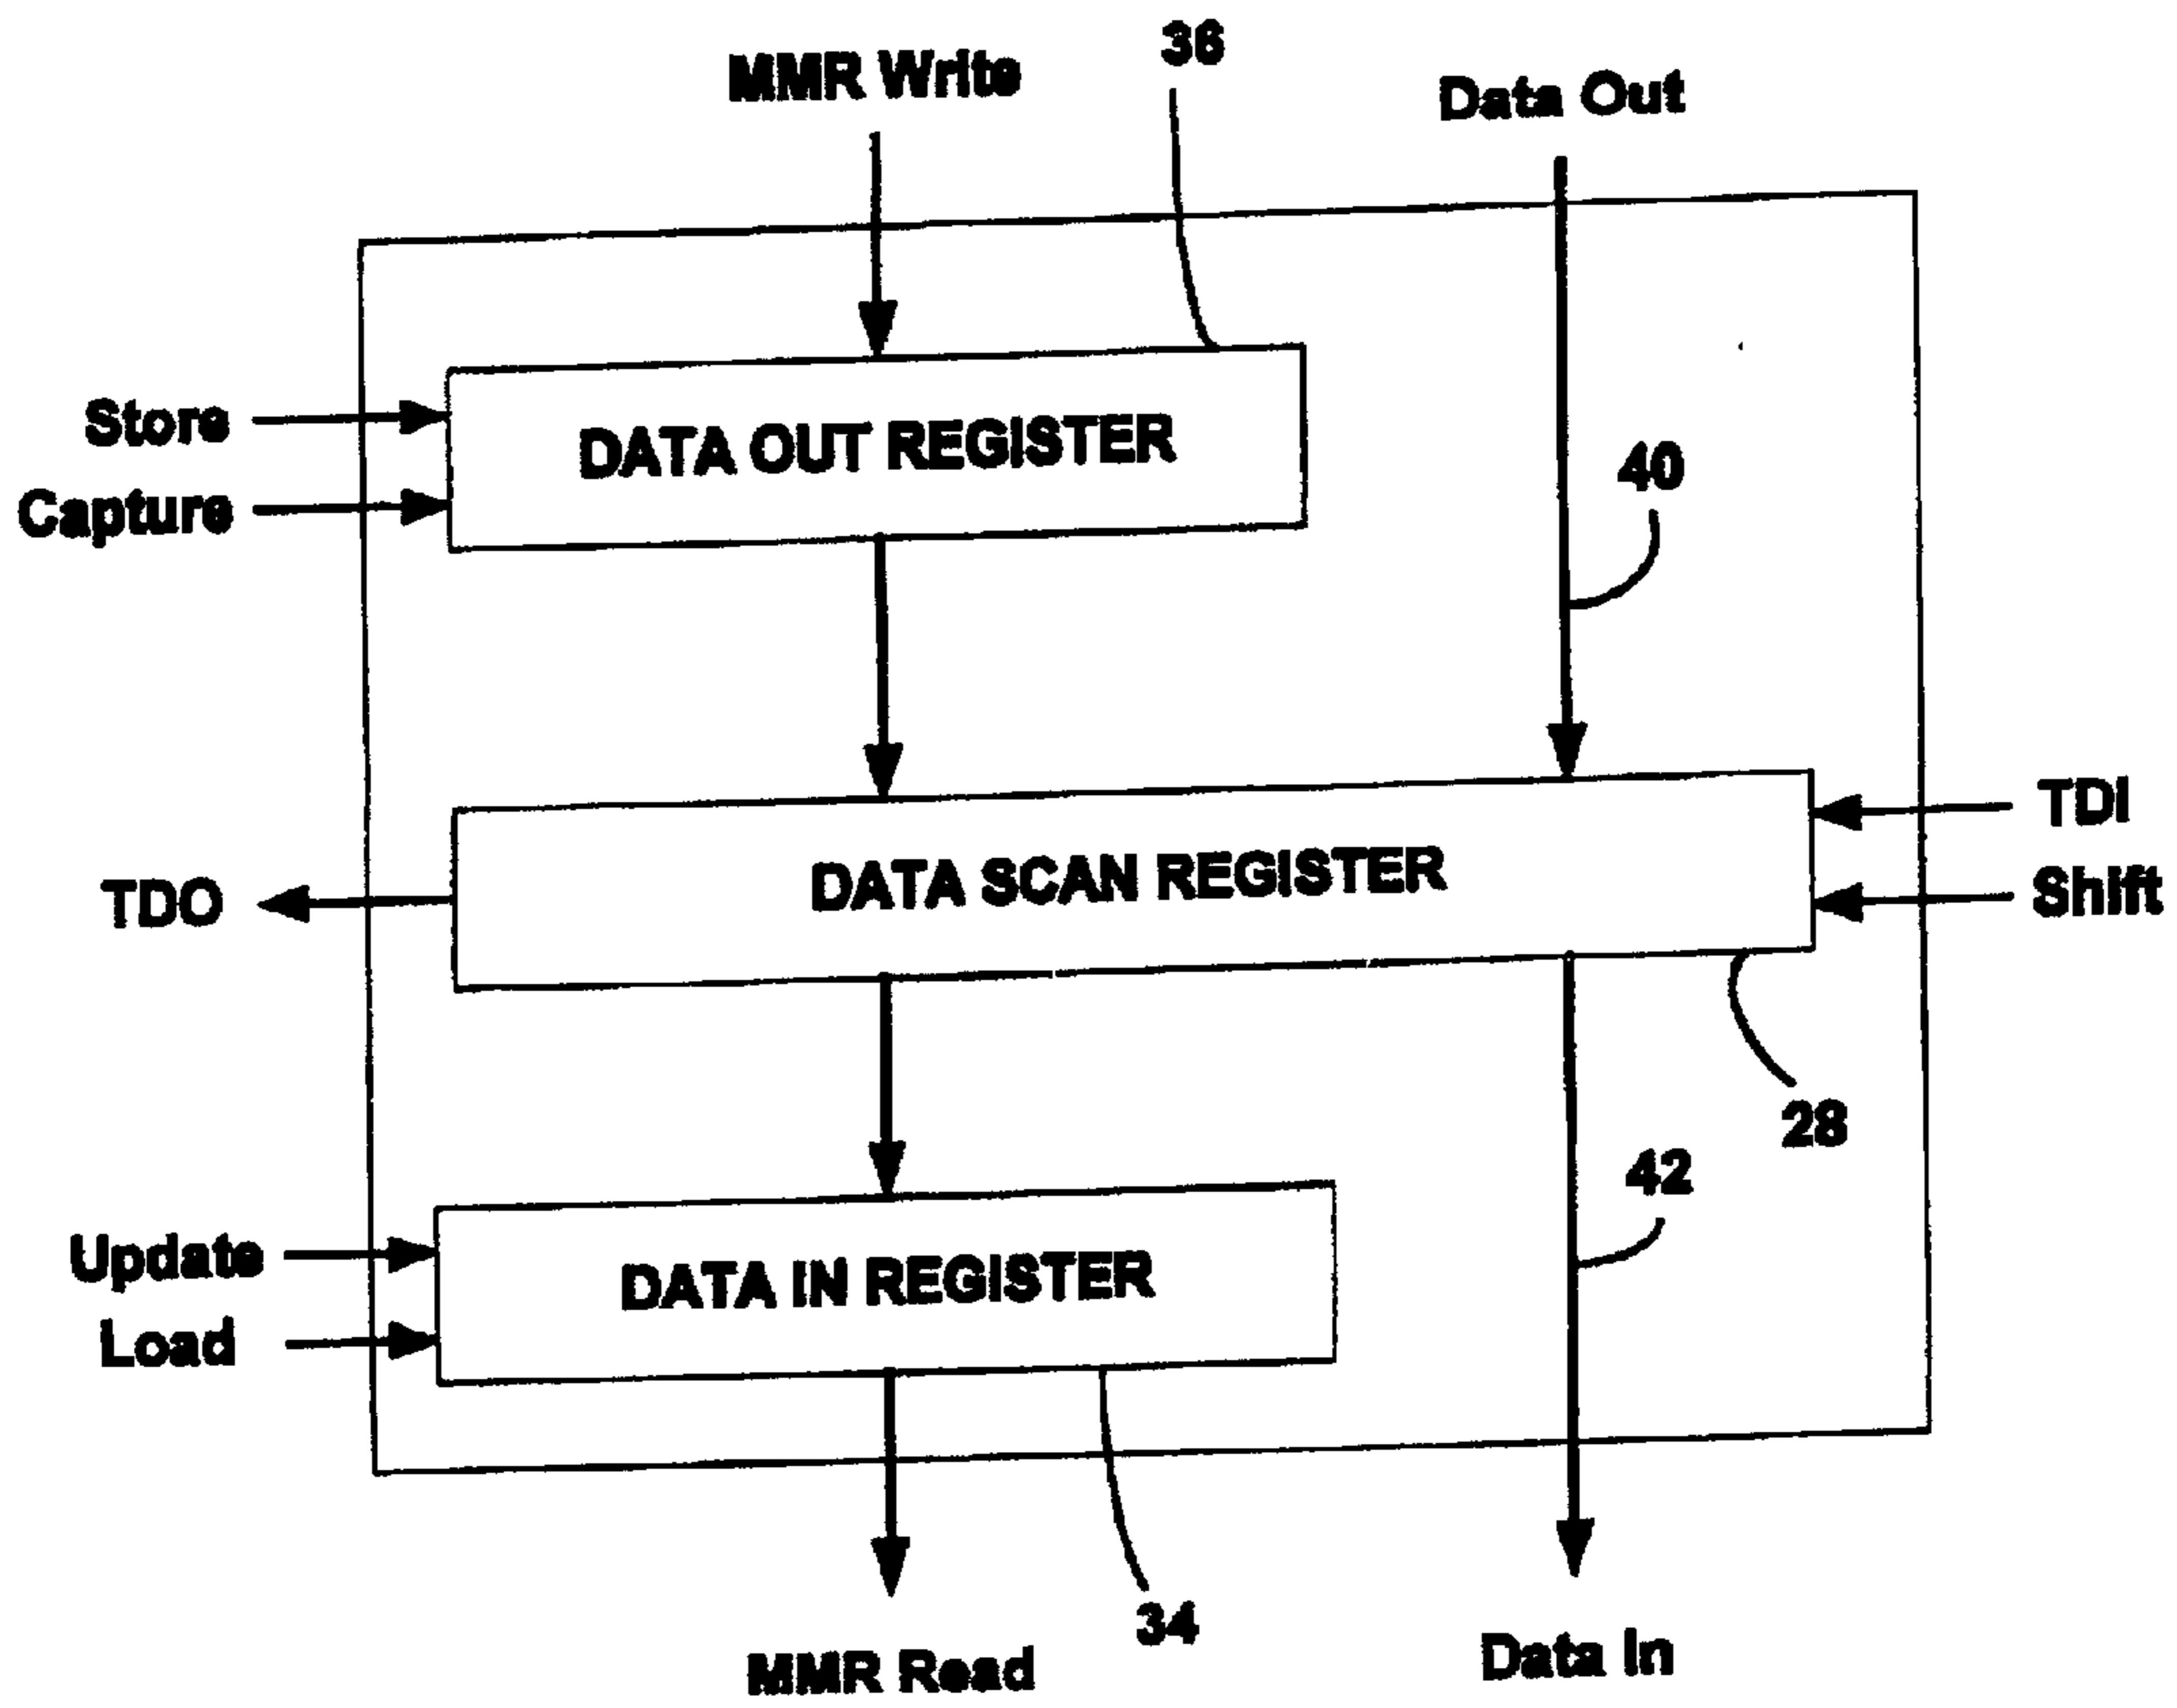 36
MMR Write
Data Out
Store
DATA OUT REGISTER
40
Capture
TDI
DATA SCAN REGISTER
Shift
TDO
28
42
Update
DATA IN REGISTER
Load
34
MMR Read
Data In